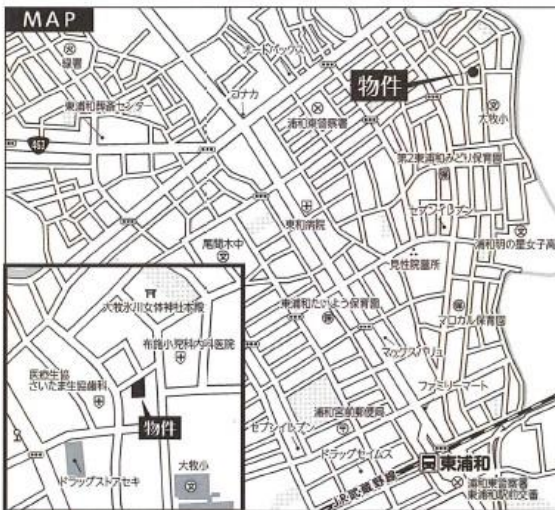 MAP
オートバックス
緑署
コナカ
物件
東浦和葬斎センター
浦和東警察署
大牧小
463
第2東浦和みどり保育園
東和病院
セブンイレブン
尾間木中
浦和明の星女子高
見性院墓所
大牧氷川女体神社本殿
東浦和たいよう保育園
マロカル保育園
布施小児科内科医院
マックスバリュ
医療生協
さいたま生協歯科
ファミリーマート
物件
浦和宮前郵便局
セブンイレブン
ドラッグセイムス
東浦和
大牧小
ドラッグストアセキ
JR武蔵野線
浦和東警察署
東浦和駅前交番